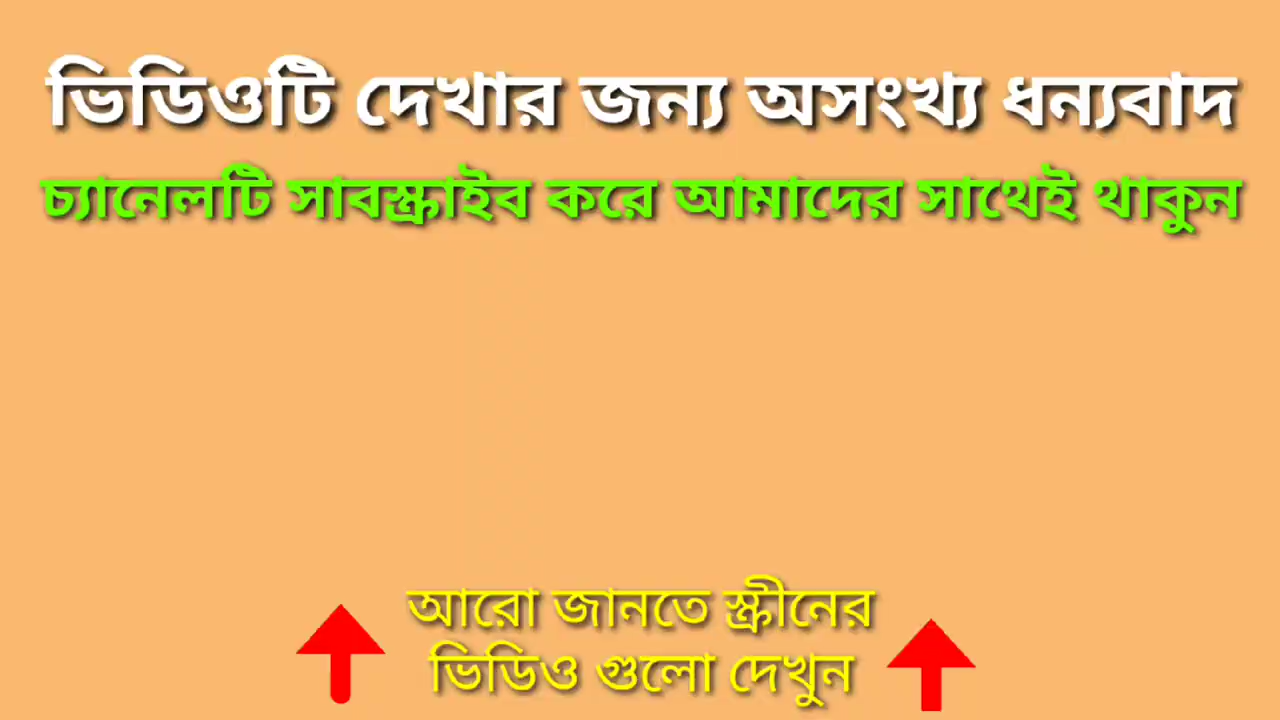 ভিডিওটি দেখার জন্য অসংখ্য ধন্যবাদ
চ্যানেলটি সাবস্ক্রাইব করে আমাদের সাথেই থাকুন
আরো জানতে স্ক্রীনের
ভিডিও গুলো দেখুন